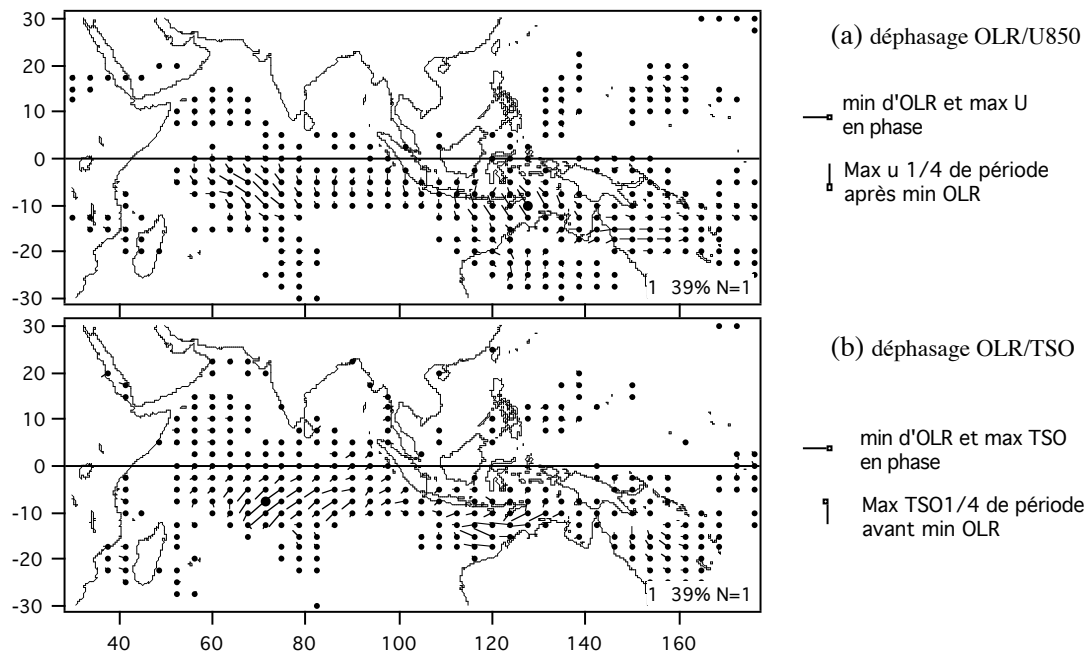 30
20
10
0
-10
-20
-30
1 39% N=1
(a) déphasage OLR/U850
min d'OLR et max U
en phase
Max u 1/4 de période
après min OLR
30
20
10
0
-10
-20
-30
1 39% N=1
40 60 80 100 120 140 160
(b) déphasage OLR/TSO
min d'OLR et max TSO
en phase
Max TSO1/4 de période
avant min OLR